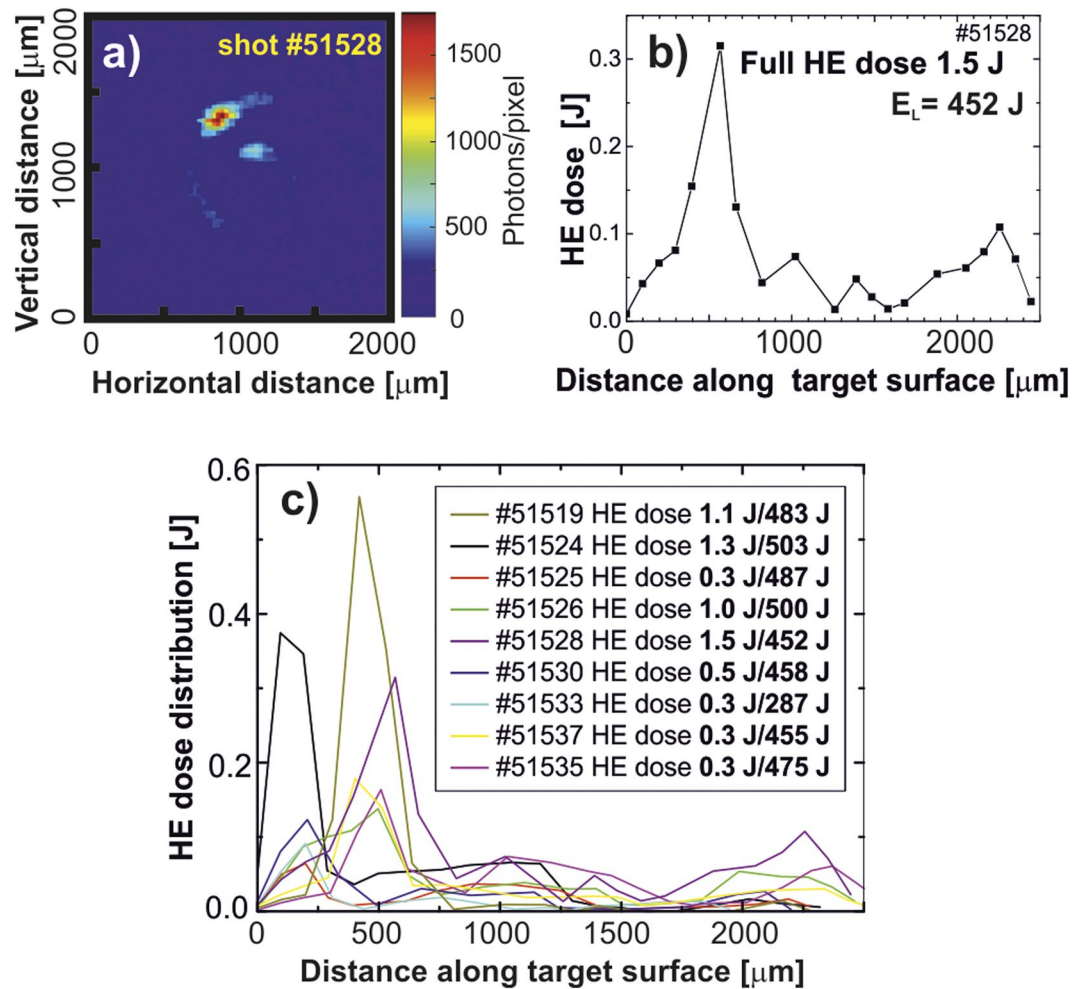 a)
shot #51528
Vertical distance [μm]
0
1000
2000
0
1000
2000
Horizontal distance [μm]
1500
1000
500
0
Photons/pixel
b)
#51528
Full HE dose 1.5 J
E_L= 452 J
HE dose [J]
0.3
0.2
0.1
0.0
0
1000
2000
Distance along target surface [μm]
c)
HE dose distribution [J]
0.6
0.4
0.2
0.0
#51519 HE dose 1.1 J/483 J
#51524 HE dose 1.3 J/503 J
#51525 HE dose 0.3 J/487 J
#51526 HE dose 1.0 J/500 J
#51528 HE dose 1.5 J/452 J
#51530 HE dose 0.5 J/458 J
#51533 HE dose 0.3 J/287 J
#51537 HE dose 0.3 J/455 J
#51535 HE dose 0.3 J/475 J
0
500
1000
1500
2000
Distance along target surface [μm]